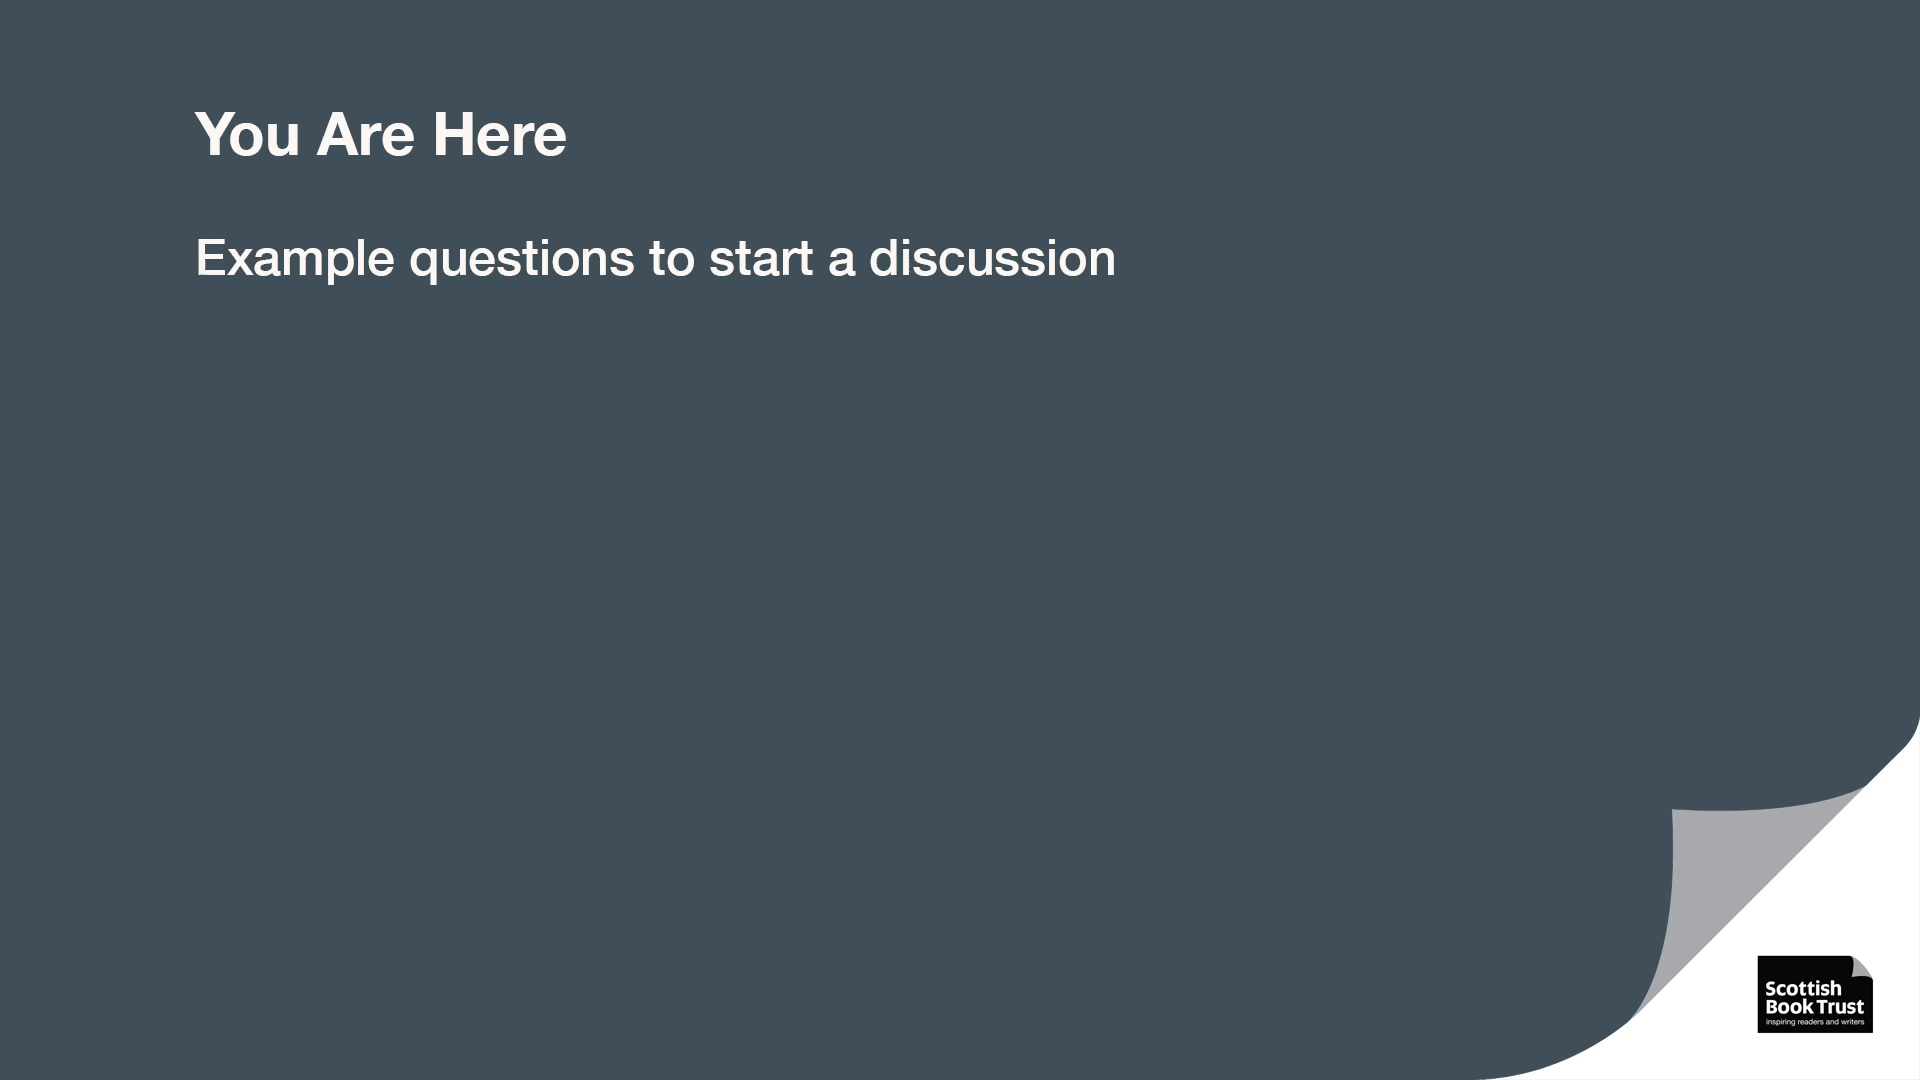 You Are Here
Example questions to start a discussion
Scottish
Book Trust
inspiring readers and writers